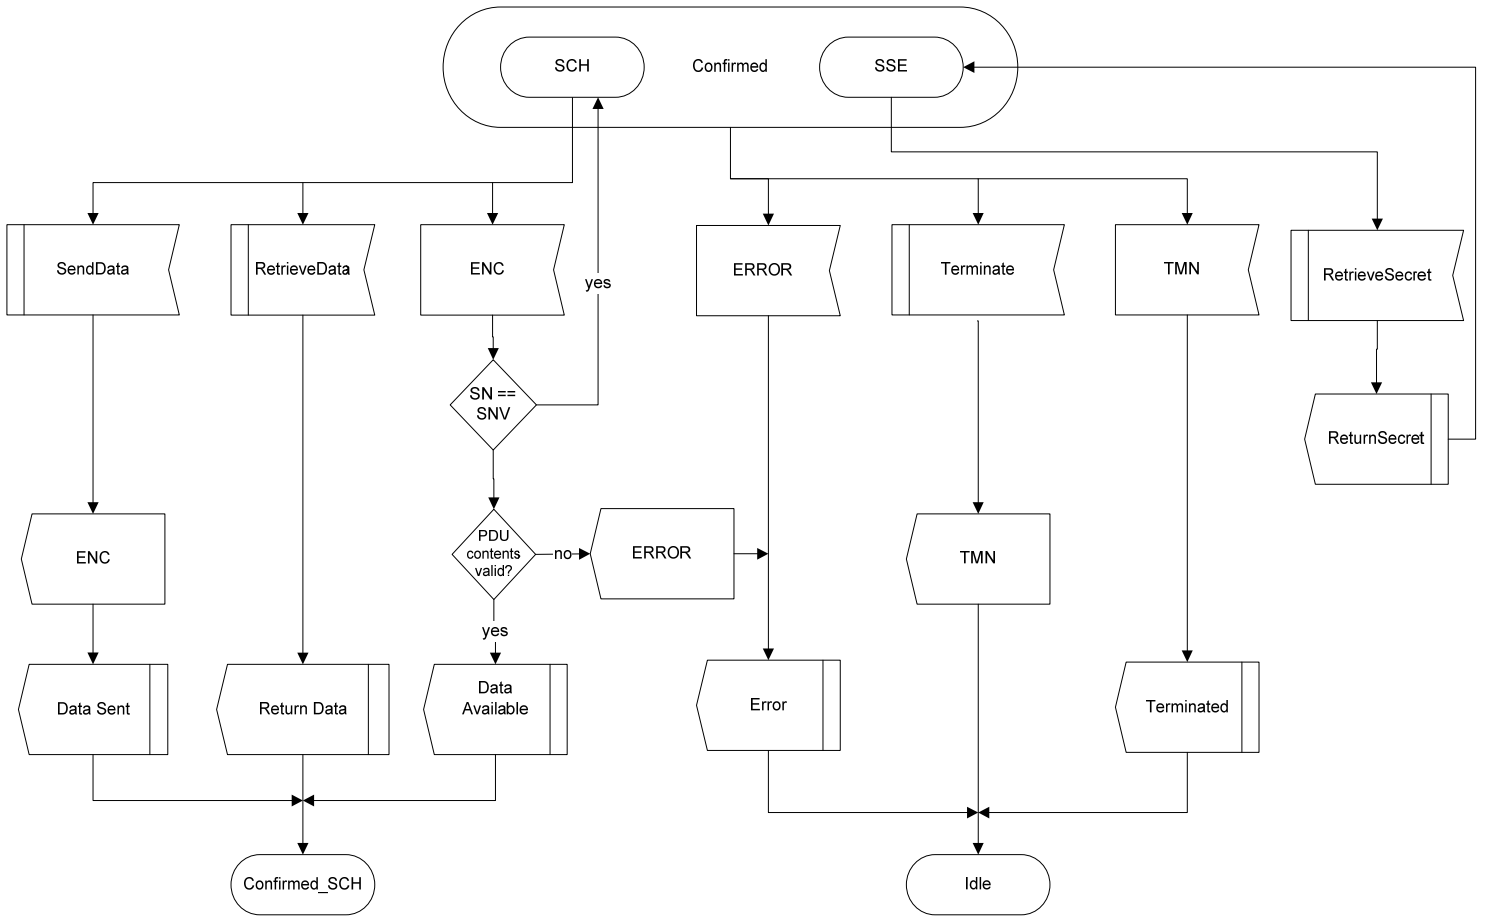 SCH
Confirmed
SSE
SendData
RetrieveData
ENC
yes
ERROR
Terminate
TMN
RetrieveSecret
SN ==
SNV
ReturnSecret
ENC
PDU
contents
valid?
no
ERROR
TMN
yes
Data Sent
Return Data
Data
Available
Error
Terminated
Confirmed_SCH
Idle